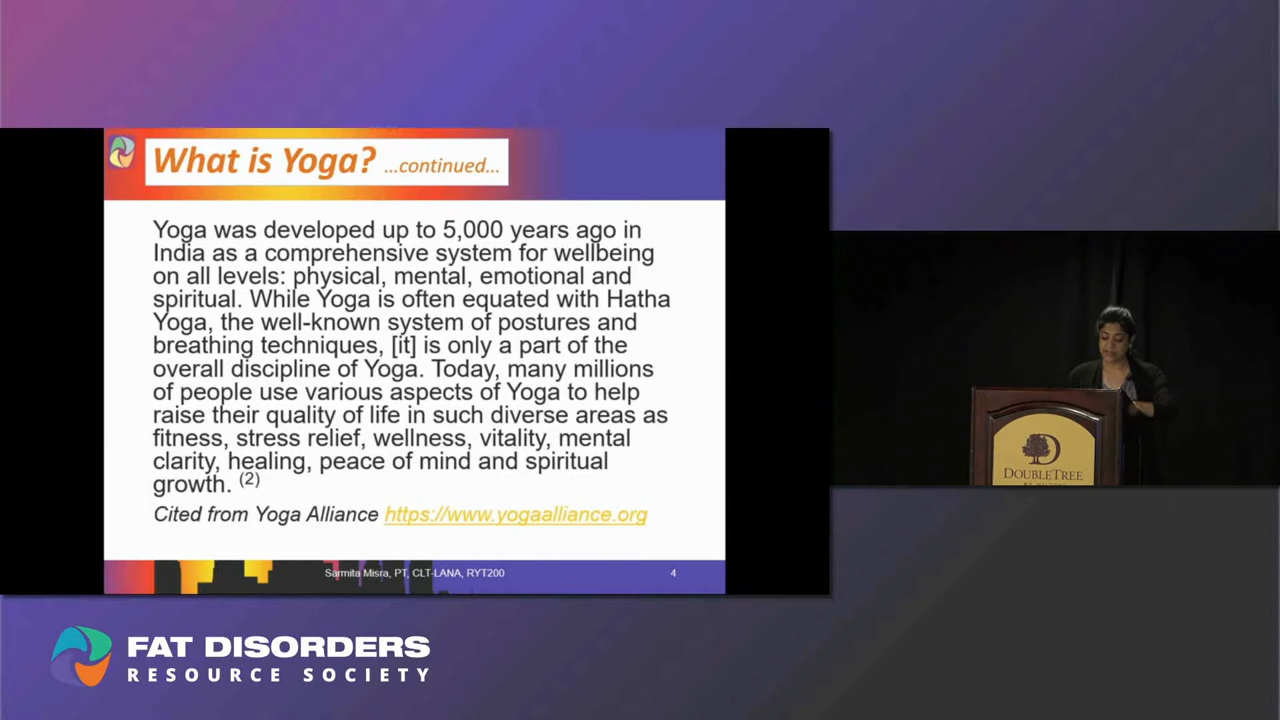 What is Yoga? ...continued...
Yoga was developed up to 5,000 years ago in
India as a comprehensive system for wellbeing
on all levels: physical, mental, emotional and
spiritual. While Yoga is often equated with Hatha
Yoga, the well-known system of postures and
breathing techniques, [it] is only a part of the
overall discipline of Yoga. Today, many millions
of people use various aspects of Yoga to help
raise their quality of life in such diverse areas as
fitness, stress relief, wellness, vitality, mental
clarity, healing, peace of mind and spiritual
growth. (2)
Cited from Yoga Alliance https://www.yogaalliance.org
Sarmita Misra, PT, CLT-LANA, RYT200 4
DOUBLETREE
FAT DISORDERS
RESOURCE SOCIETY